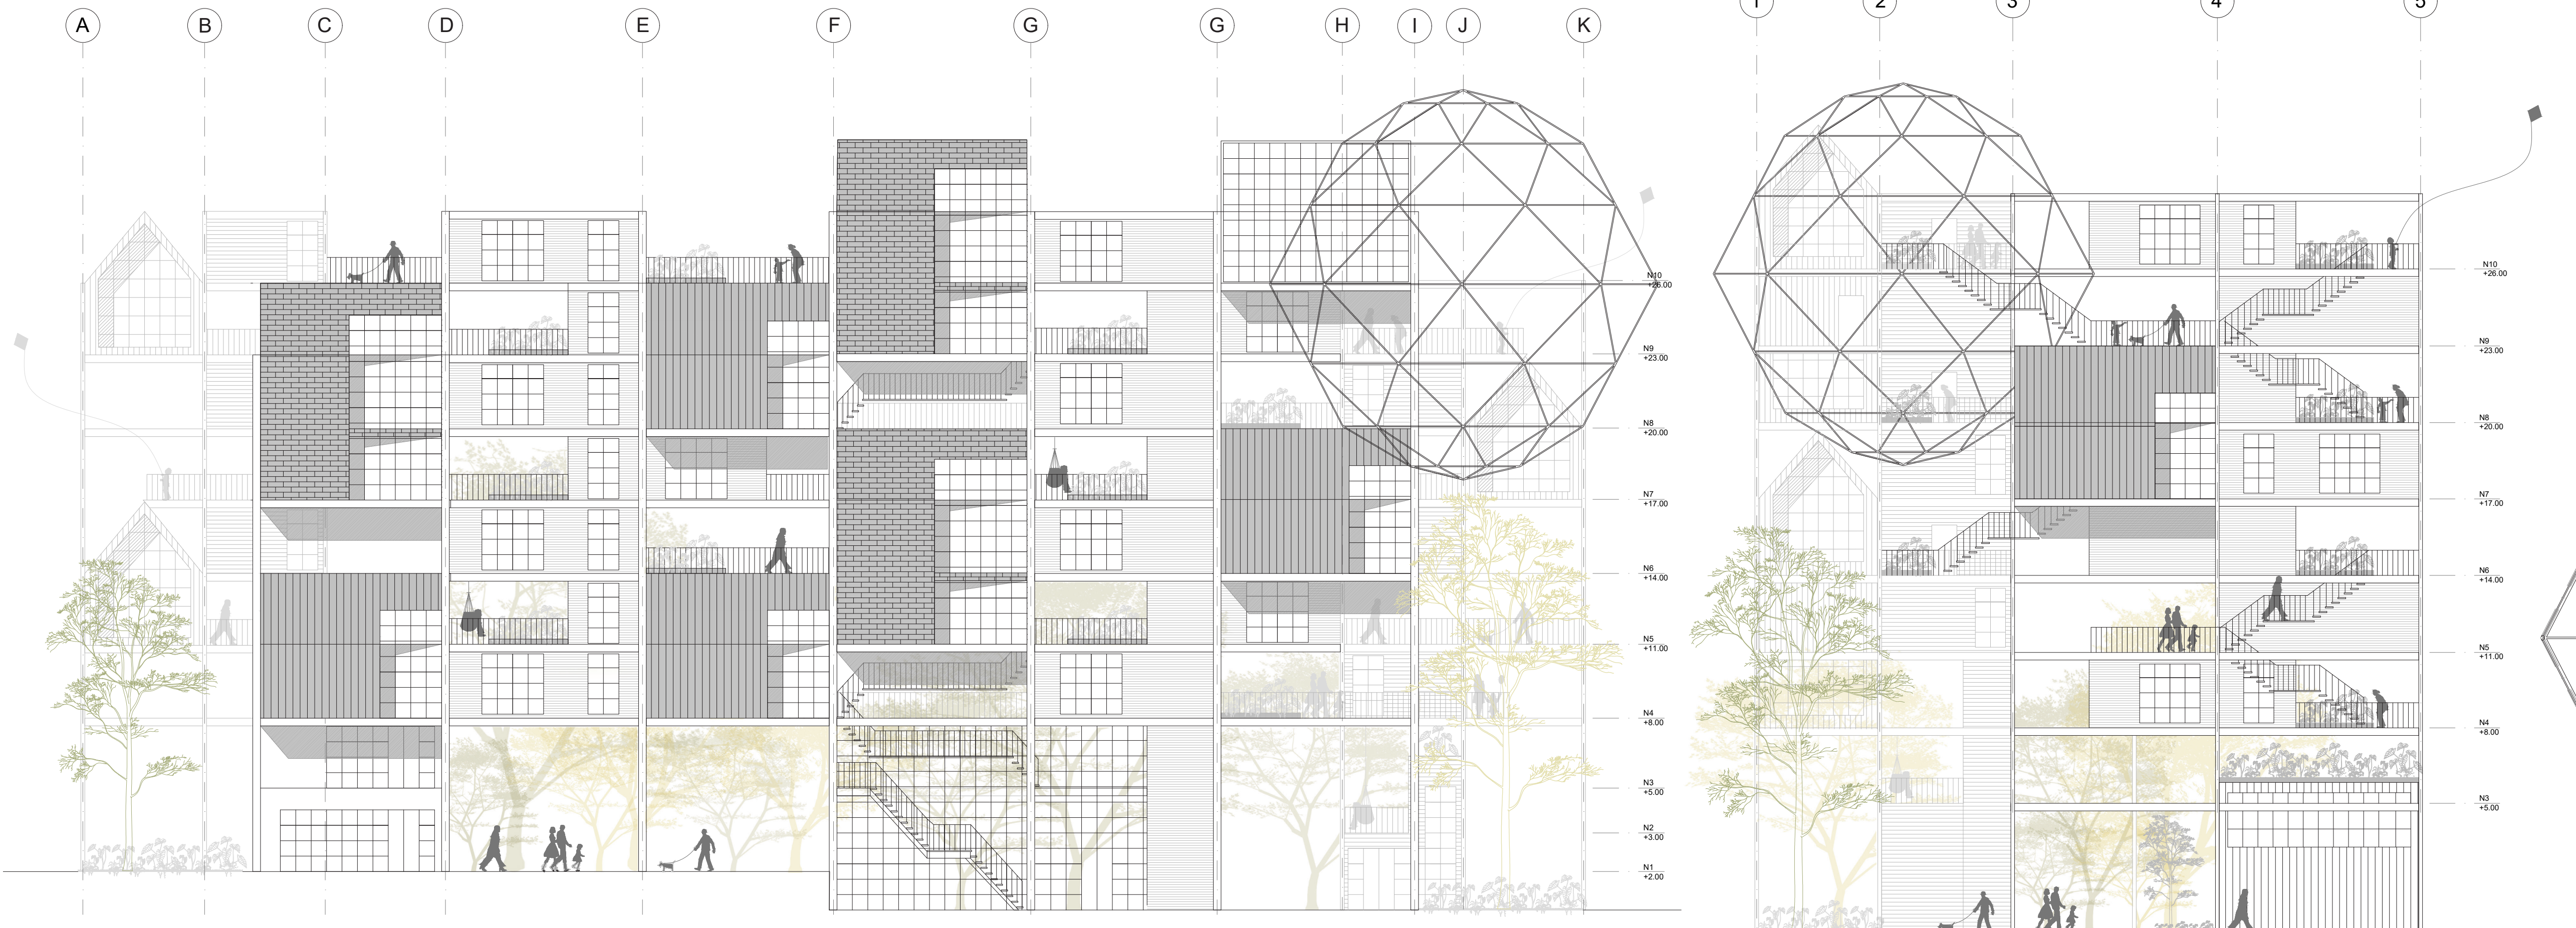 A B C D E F G G H I J K
1 2 3 4 5
N10
+26.00
N9
+23.00
N8
+20.00
N7
+17.00
N6
+14.00
N5
+11.00
N4
+8.00
N3
+5.00
N2
+3.00
N1
+2.00
N10
+26.00
N9
+23.00
N8
+20.00
N7
+17.00
N6
+14.00
N5
+11.00
N4
+8.00
N3
+5.00